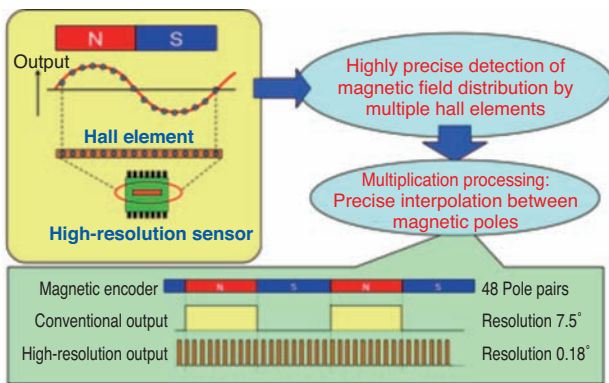 N S
Output
Hall element
High-resolution sensor
Highly precise detection of
magnetic field distribution by
multiple hall elements
Multiplication processing:
Precise interpolation between
magnetic poles
Magnetic encoder N S N S 48 Pole pairs
Conventional output Resolution 7.5°
High-resolution output Resolution 0.18°